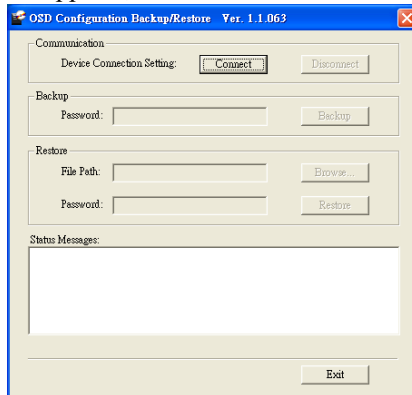 OSD Configuration Backup/Restore Ver. 1.1.063
Communication
Device Connection Setting: Connect Disconnect
Backup
Password: Backup
Restore
File Path: Browse...
Password: Restore
Status Messages:
Exit